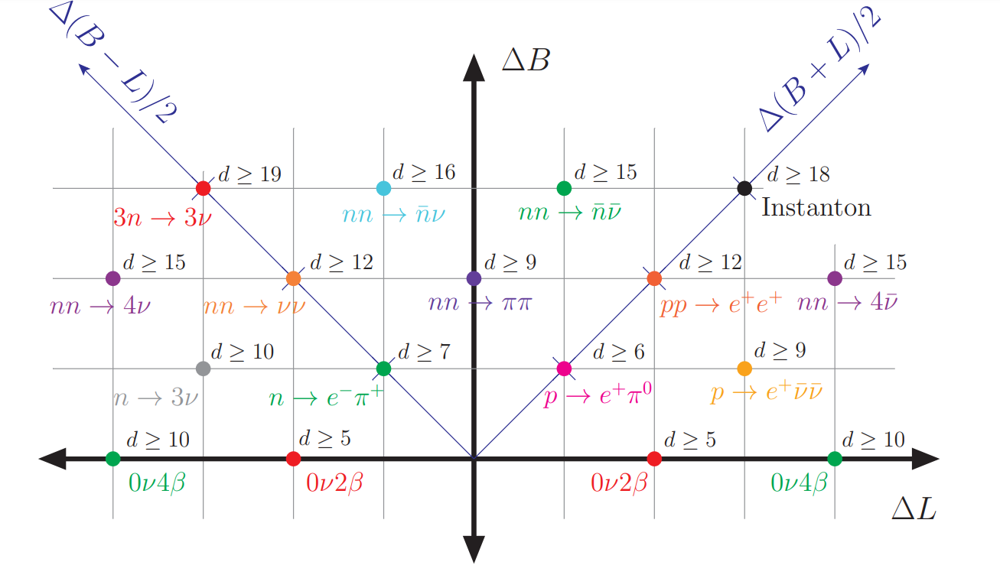 Δ(B − L)/2
Δ(B + L)/2
ΔB
d ≥ 19
d ≥ 16
d ≥ 15
d ≥ 18
3n → 3ν
nn → n̄ν
nn → n̄ν̄
Instanton
d ≥ 15
d ≥ 12
d ≥ 9
d ≥ 12
d ≥ 15
nn → 4ν
nn → νν
nn → ππ
pp → e⁺e⁺
nn → 4ν̄
d ≥ 10
d ≥ 7
d ≥ 6
d ≥ 9
n → 3ν
n → e⁻π⁺
p → e⁺π⁰
p → e⁺ν̄ν̄
d ≥ 10
d ≥ 5
d ≥ 5
d ≥ 10
0ν4β
0ν2β
0ν2β
0ν4β
ΔL